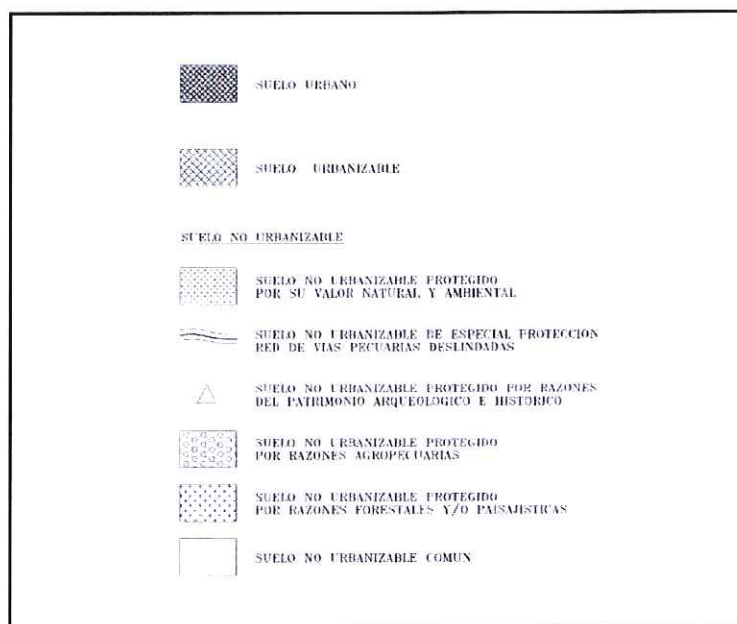 SUELO URBANO
SUELO URBANIZABLE
SUELO NO URBANIZABLE
SUELO NO URBANIZABLE PROTEGIDO
POR SU VALOR NATURAL Y AMBIENTAL
SUELO NO URBANIZABLE DE ESPECIAL PROTECCION
RED DE VIAS PECUARIAS DESLINDADAS
SUELO NO URBANIZABLE PROTEGIDO POR RAZONES
DEL PATRIMONIO ARQUEOLOGICO E HISTORICO
SUELO NO URBANIZABLE PROTEGIDO
POR RAZONES AGROPECUARIAS
SUELO NO URBANIZABLE PROTEGIDO
POR RAZONES FORESTALES Y/O PAISAJISTICAS
SUELO NO URBANIZABLE COMUN